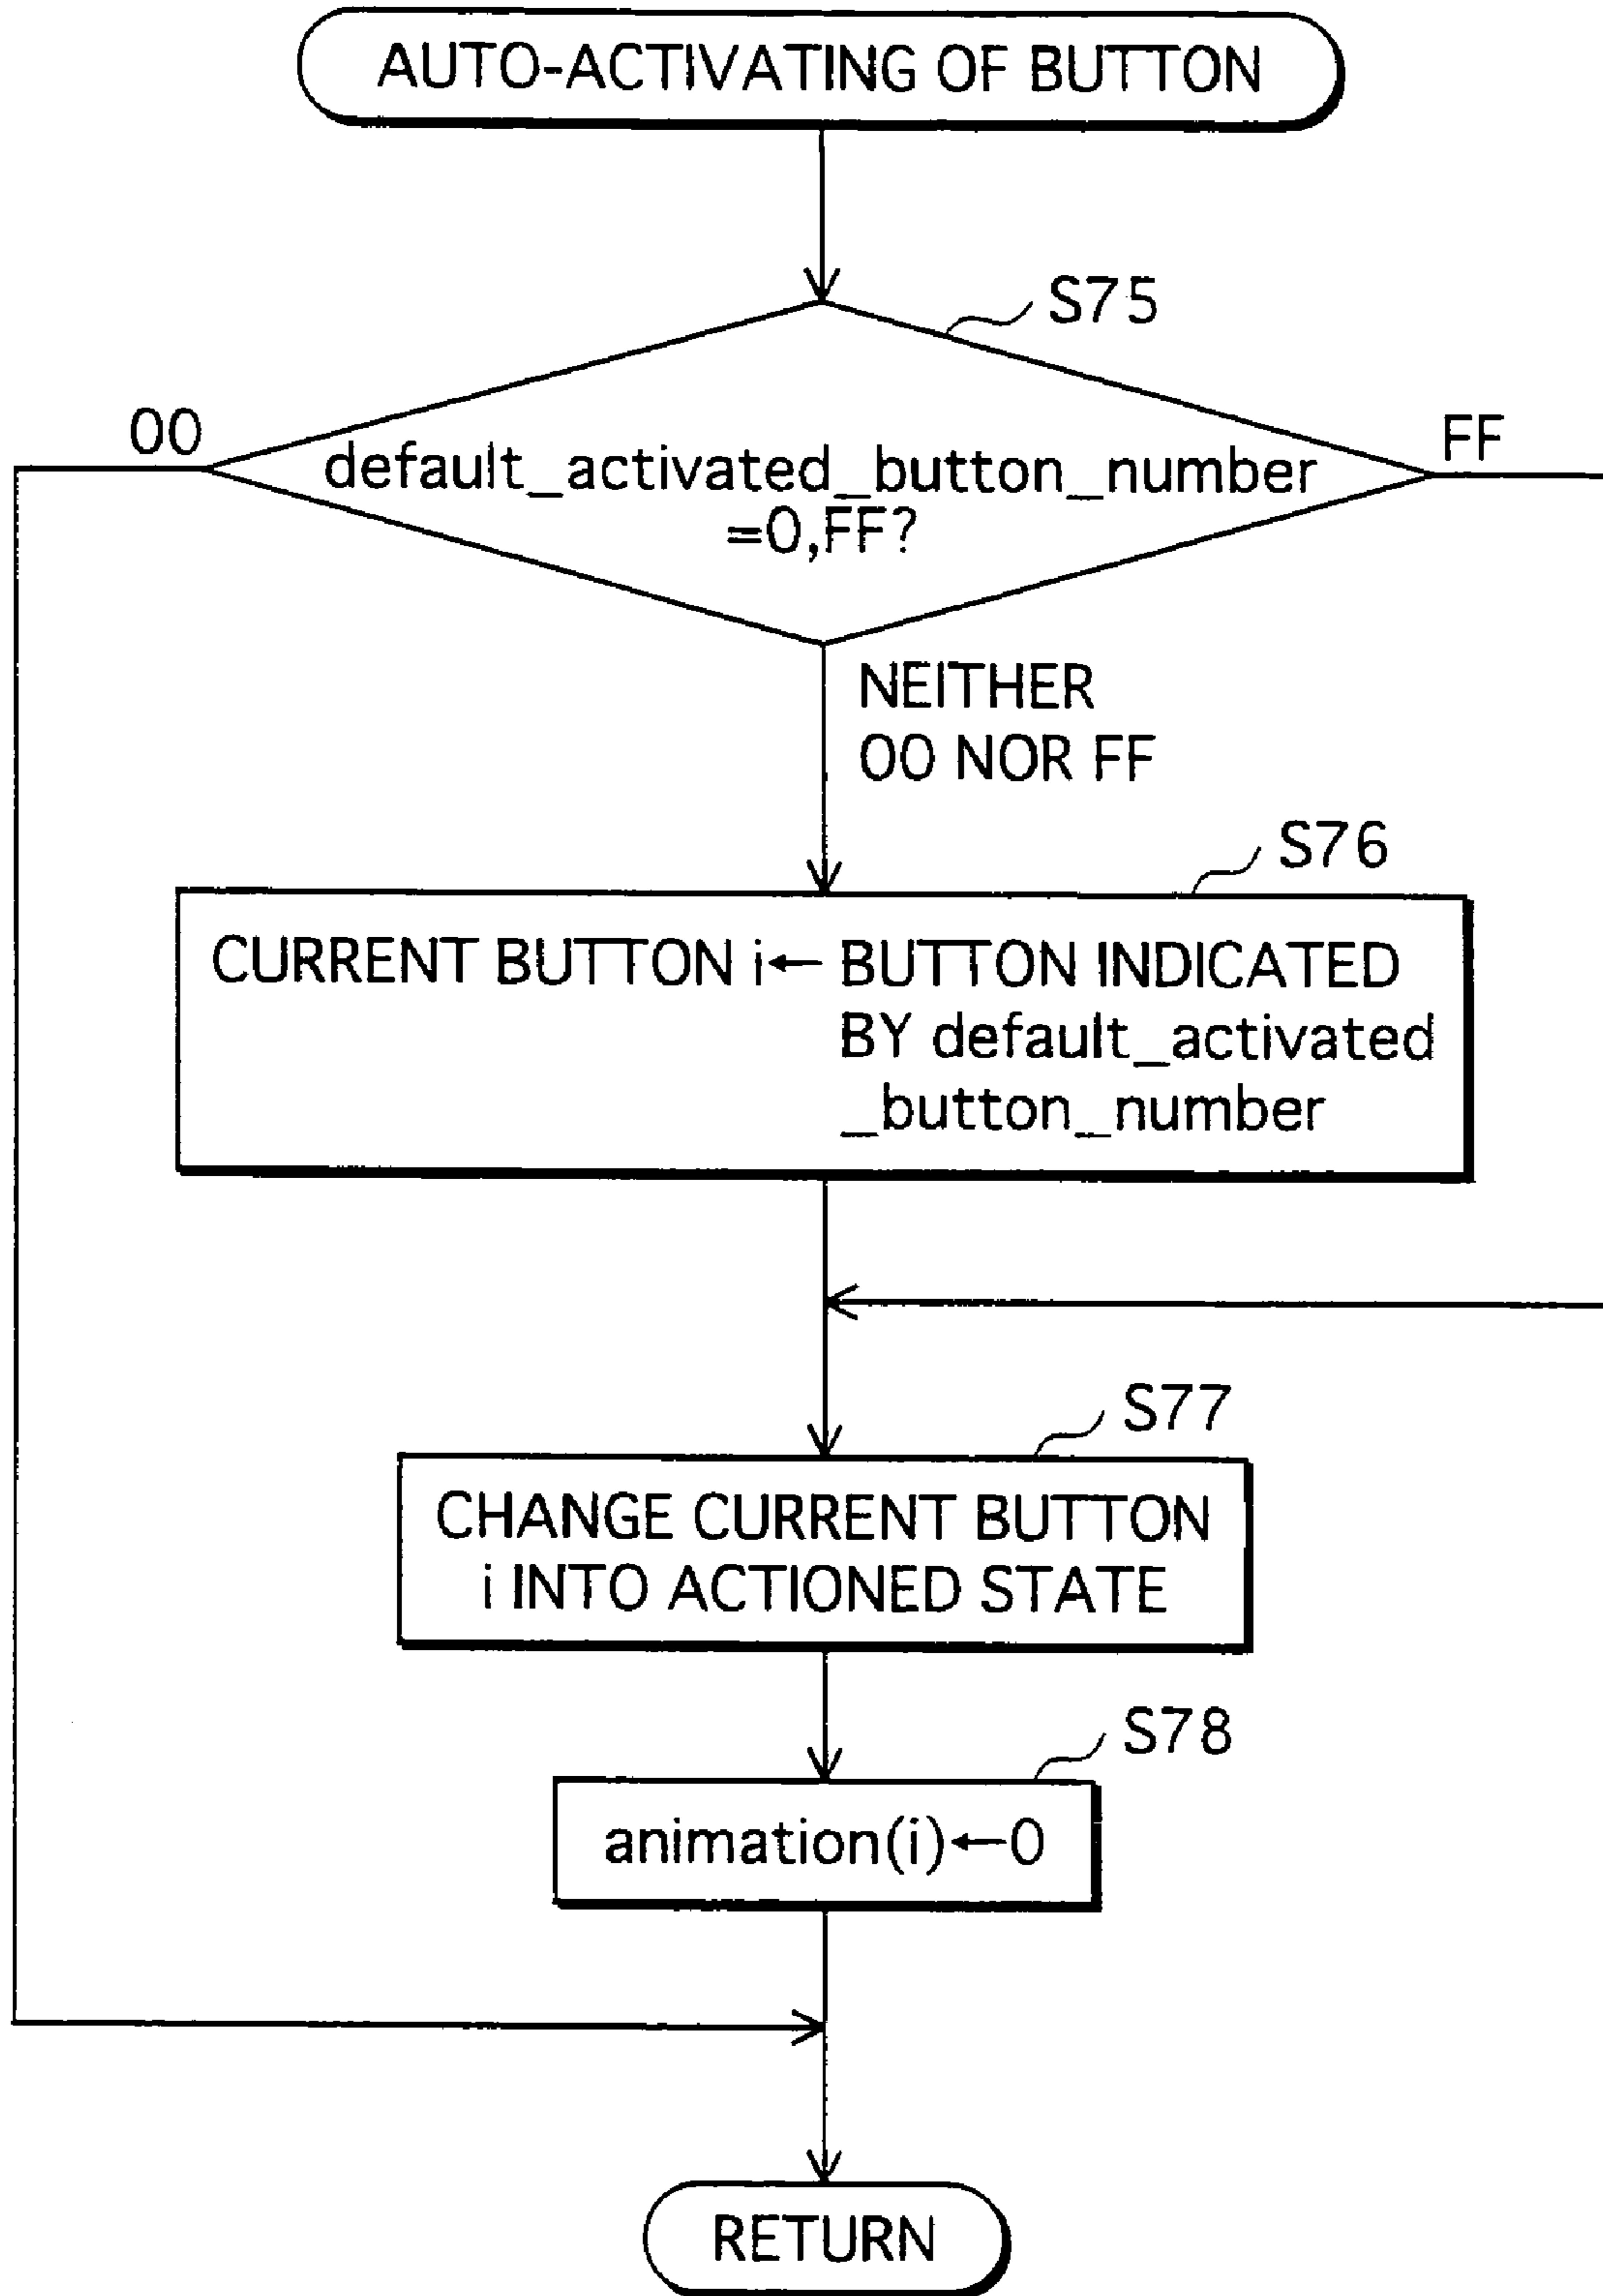 AUTO-ACTIVATING OF BUTTON
S75
00
FF
default_activated_button_number
=0,FF?
NEITHER
00 NOR FF
S76
CURRENT BUTTON i← BUTTON INDICATED
BY default_activated
_button_number
S77
CHANGE CURRENT BUTTON
i INTO ACTIONED STATE
S78
animation(i)←0
RETURN